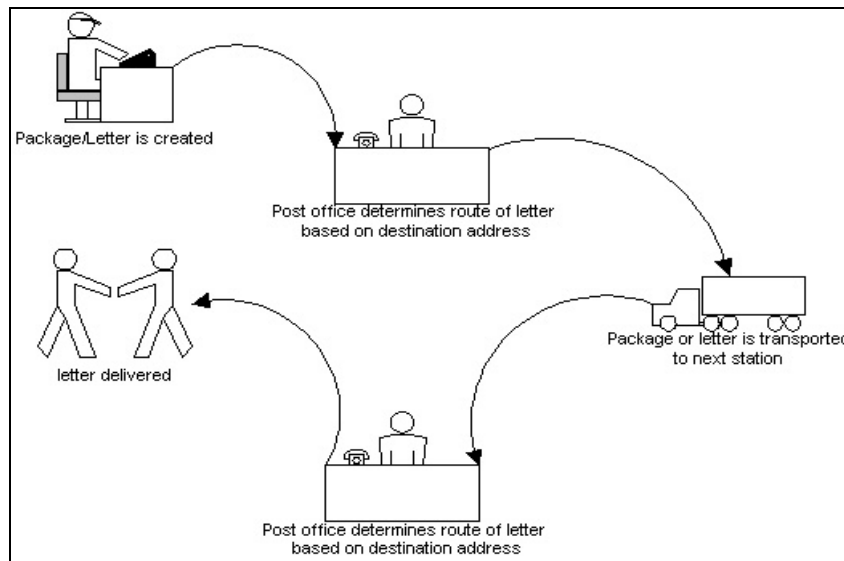 Package/Letter is created
Post office determines route of letter
based on destination address
Package or letter is transported
to next station
letter delivered
Post office determines route of letter
based on destination address